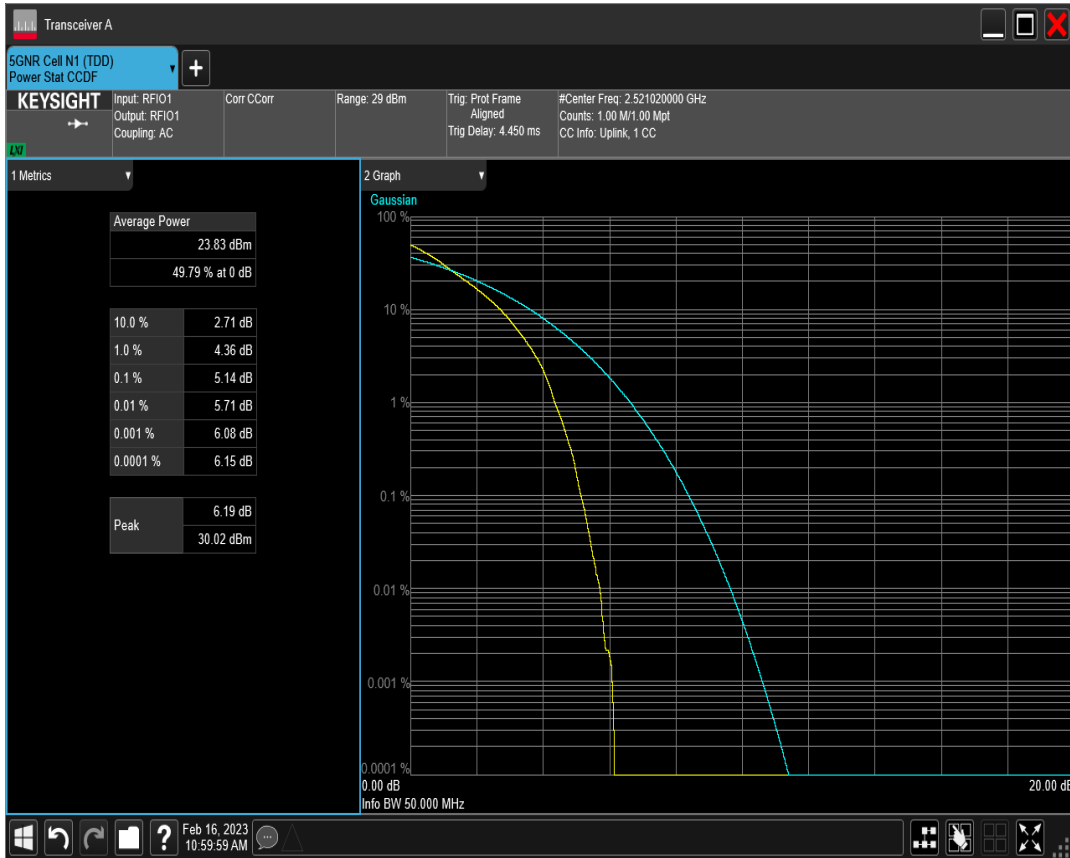 Transceiver A
5GNR Cell N1 (TDD)
Power Stat CCDF
+
KEYSIGHT
LXI
Input: RFIO1
Output: RFIO1
Coupling: AC
Corr CCorr
Range: 29 dBm
Trig: Prot Frame
Aligned
Trig Delay: 4.450 ms
#Center Freq: 2.521020000 GHz
Counts: 1.00 M/1.00 Mpt
CC Info: Uplink, 1 CC
1 Metrics
Average Power
23.83 dBm
49.79 % at 0 dB
10.0 % 2.71 dB
1.0 % 4.36 dB
0.1 % 5.14 dB
0.01 % 5.71 dB
0.001 % 6.08 dB
0.0001 % 6.15 dB
Peak 6.19 dB
30.02 dBm
2 Graph
Gaussian
100 %
10 %
1 %
0.1 %
0.01 %
0.001 %
0.0001 %
0.00 dB 20.00 dB
Info BW 50.000 MHz
? Feb 16, 2023
10:59:59 AM